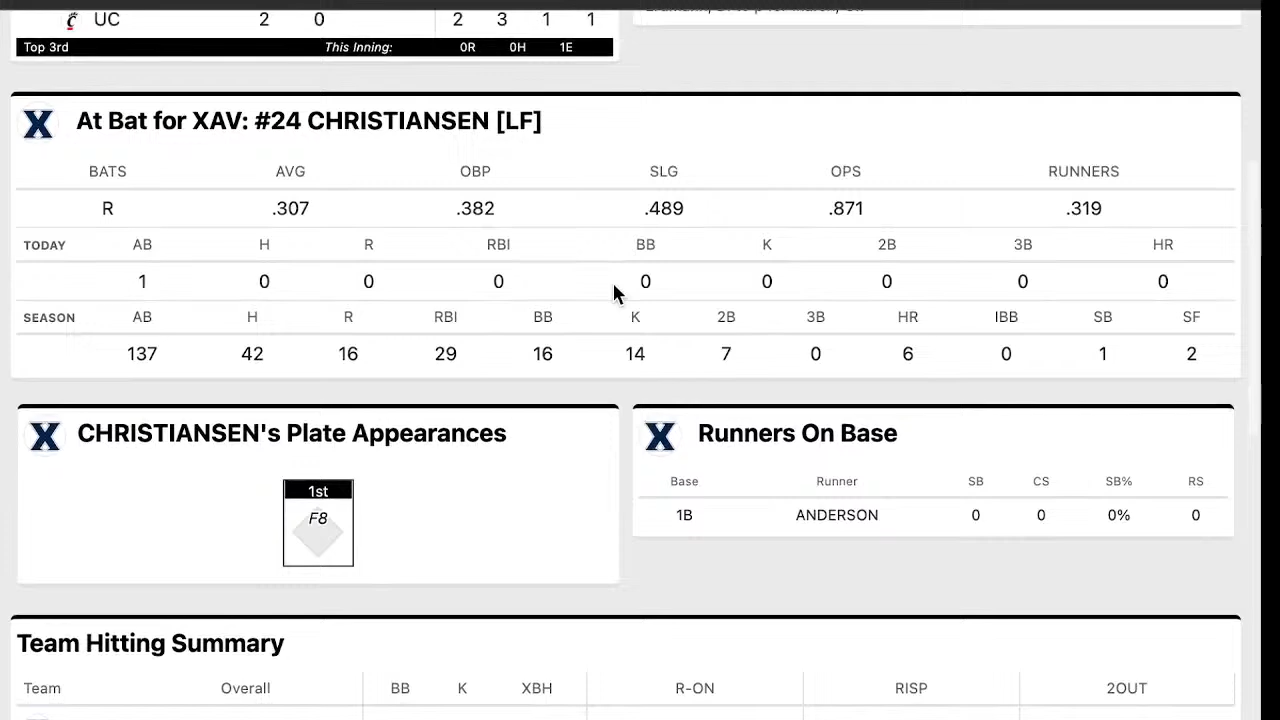 UC 2 0 2 3 1 1
Top 3rd This Inning: 0R 0H 1E
X At Bat for XAV: #24 CHRISTIANSEN [LF]
BATS AVG OBP SLG OPS RUNNERS
R .307 .382 .489 .871 .319
TODAY AB H R RBI BB K 2B 3B HR
1 0 0 0 0 0 0 0 0
SEASON AB H R RBI BB K 2B 3B HR IBB SB SF
137 42 16 29 16 14 7 0 6 0 1 2
X CHRISTIANSEN's Plate Appearances
1st
F8
X Runners On Base
Base Runner SB CS SB% RS
1B ANDERSON 0 0 0% 0
Team Hitting Summary
Team Overall BB K XBH R-ON RISP 2OUT